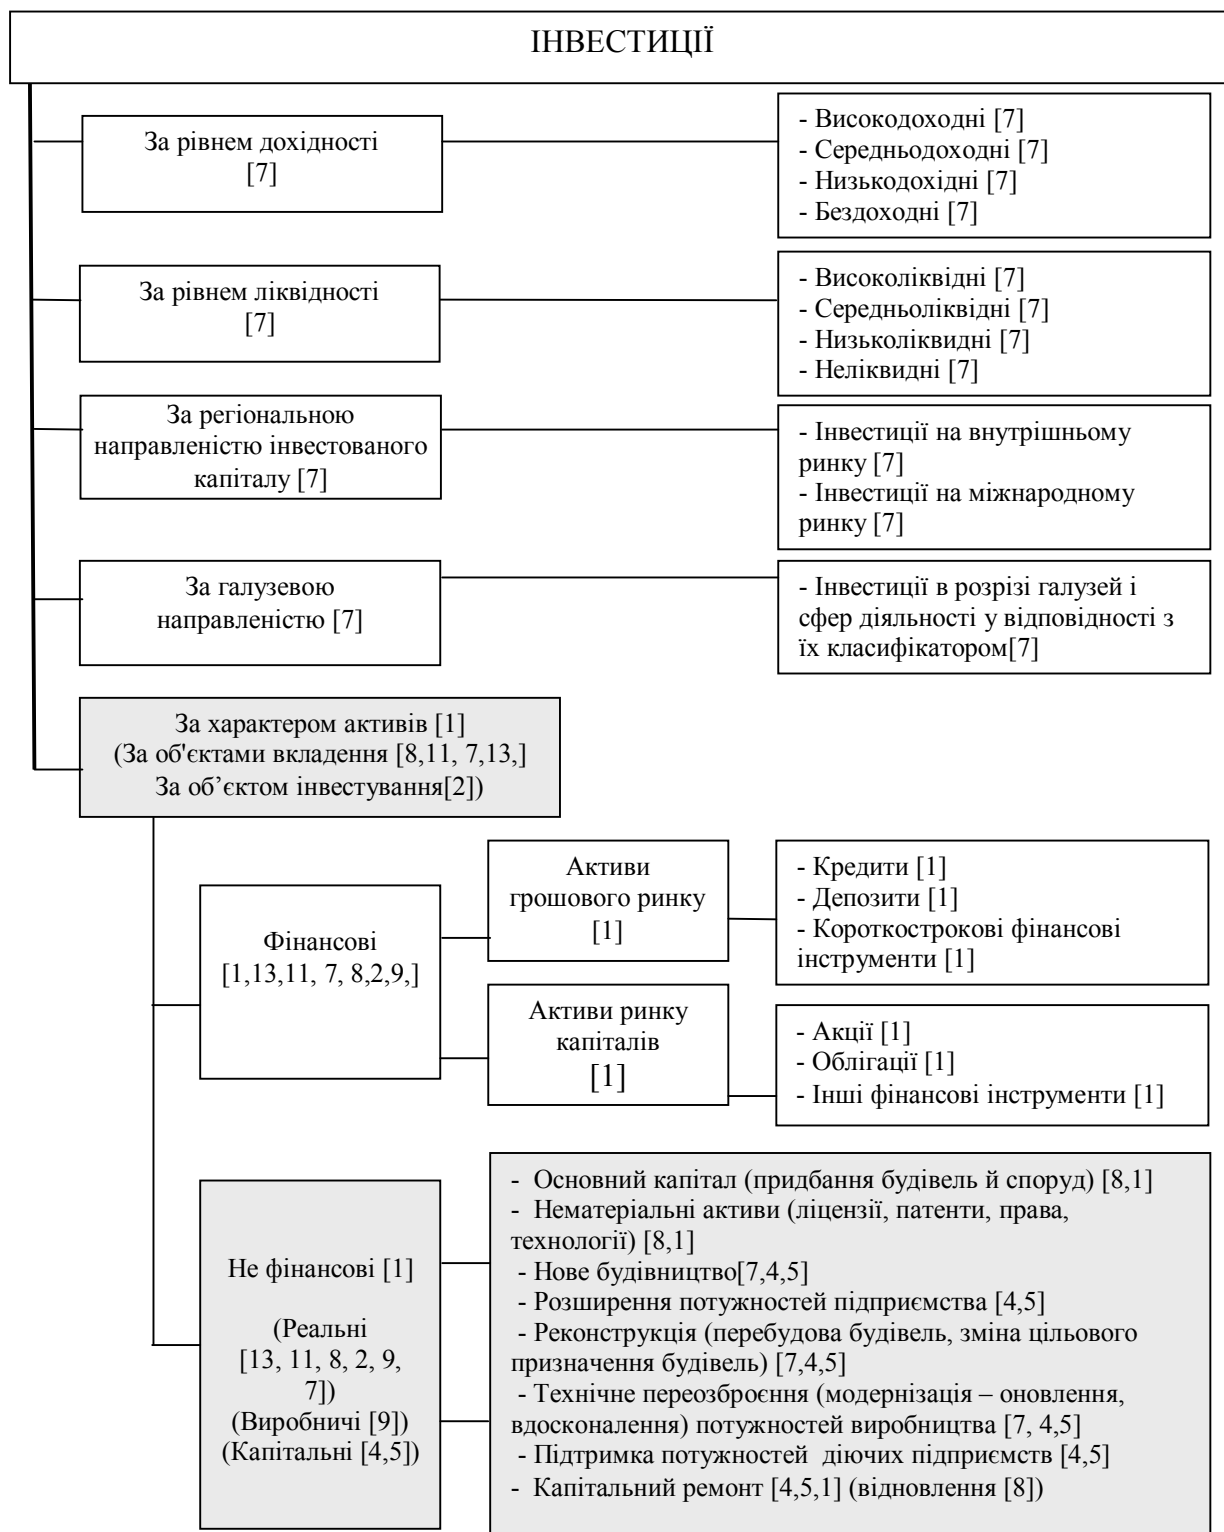 ІНВЕСТИЦІЇ
За рівнем дохідності
[7]
- Високодоходні [7]
- Середньодоходні [7]
- Низькодохідні [7]
- Бездоходні [7]
За рівнем ліквідності
[7]
- Високоліквідні [7]
- Середньоліквідні [7]
- Низьколіквидні [7]
- Неліквидні [7]
За регіональною
направленістю інвестованого
капіталу [7]
- Інвестиції на внутрішньому
ринку [7]
- Інвестиції на міжнародному
ринку [7]
За галузевою
направленістю [7]
- Інвестиції в розрізі галузей і
сфер діяльності у відповідності з
їх класифікатором[7]
За характером активів [1]
(За об'єктами вкладення [8,11, 7,13,]
За об’єктом інвестування[2])
Фінансові
[1,13,11, 7, 8,2,9,]
Активи
грошового ринку
[1]
- Кредити [1]
- Депозити [1]
- Короткострокові фінансові
інструменти [1]
Активи ринку
капіталів
[1]
- Акції [1]
- Облігації [1]
- Інші фінансові інструменти [1]
Не фінансові [1]
(Реальні
[13, 11, 8, 2, 9,
7])
(Виробничі [9])
(Капітальні [4,5])
- Основний капітал (придбання будівель й споруд) [8,1]
- Нематеріальні активи (ліцензії, патенти, права,
технології) [8,1]
- Нове будівництво[7,4,5]
- Розширення потужностей підприємства [4,5]
- Реконструкція (перебудова будівель, зміна цільового
призначення будівель) [7,4,5]
- Технічне переозброєння (модернізація – оновлення,
вдосконалення) потужностей виробництва [7, 4,5]
- Підтримка потужностей діючих підприємств [4,5]
- Капітальний ремонт [4,5,1] (відновлення [8])